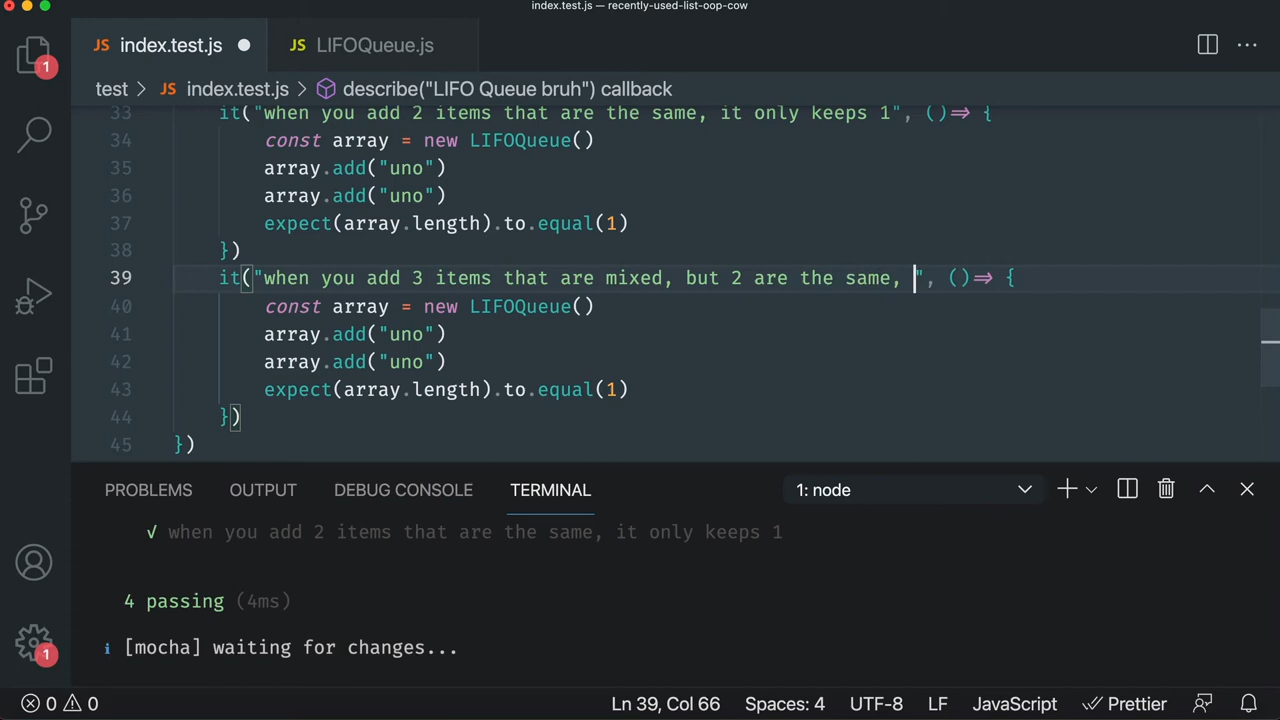 index.test.js — recently-used-list-oop-cow
JS index.test.js
JS LIFOQueue.js
test > JS index.test.js > describe("LIFO Queue bruh") callback
33 it("when you add 2 items that are the same, it only keeps 1", ()=> {
34 const array = new LIFOQueue()
35 array.add("uno")
36 array.add("uno")
37 expect(array.length).to.equal(1)
38 })
39 it("when you add 3 items that are mixed, but 2 are the same, ", ()=> {
40 const array = new LIFOQueue()
41 array.add("uno")
42 array.add("uno")
43 expect(array.length).to.equal(1)
44 })
45 })
1
PROBLEMS OUTPUT DEBUG CONSOLE TERMINAL 1: node
✓ when you add 2 items that are the same, it only keeps 1
4 passing (4ms)
i [mocha] waiting for changes...
1
0 0 Ln 39, Col 66 Spaces: 4 UTF-8 LF JavaScript Prettier